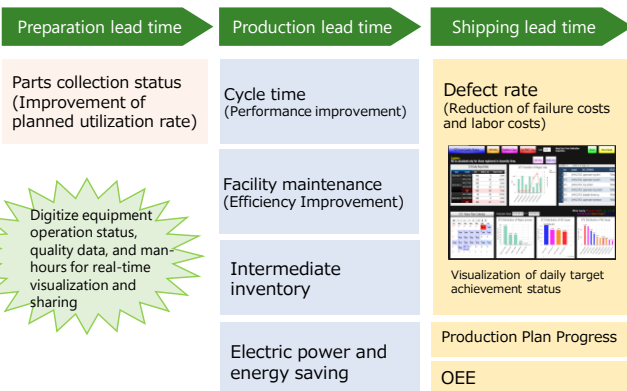 Preparation lead time
Production lead time
Shipping lead time
Parts collection status
(Improvement of
planned utilization rate)
Digitize equipment
operation status,
quality data, and man-
hours for real-time
visualization and
sharing
Cycle time
(Performance improvement)
Facility maintenance
(Efficiency Improvement)
Intermediate
inventory
Electric power and
energy saving
Defect rate
(Reduction of failure costs
and labor costs)
Visualization of daily target
achievement status
Production Plan Progress
OEE